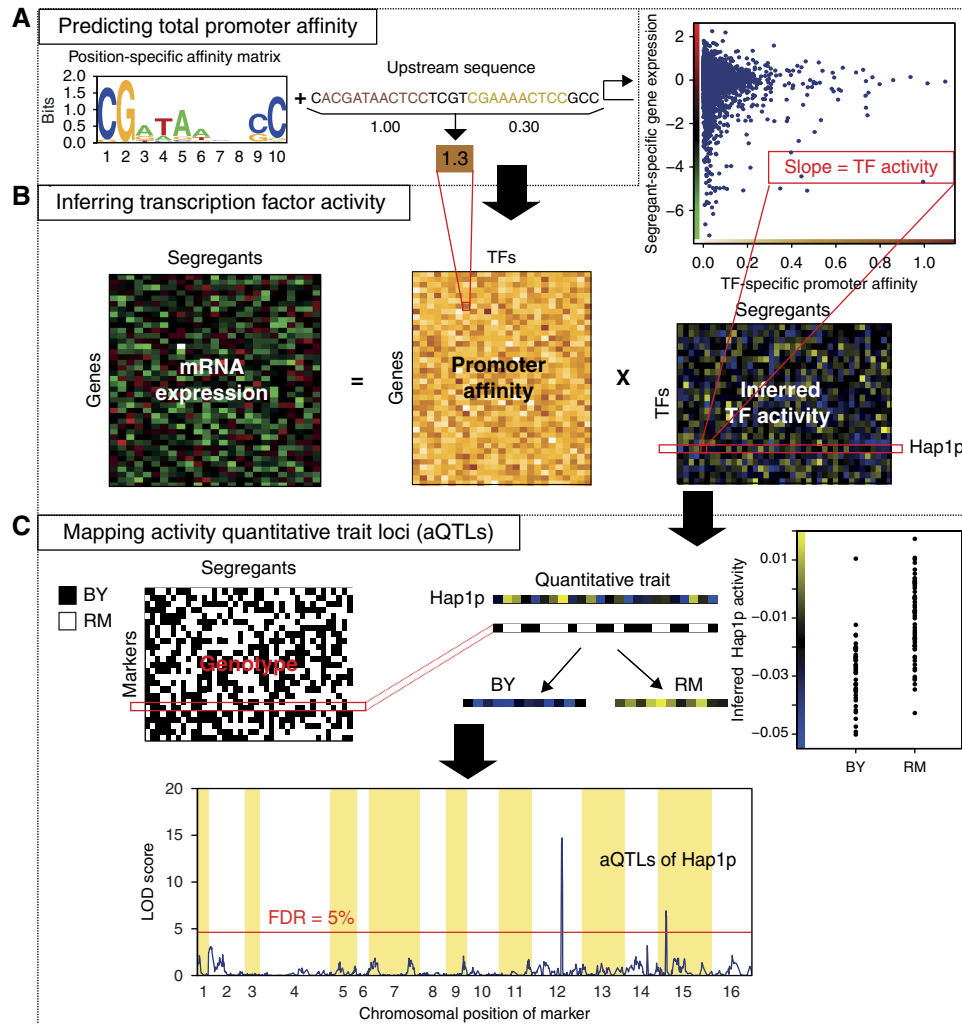 A
Predicting total promoter affinity
Position-specific affinity matrix
Bits
2.0
1.5
1.0
0.5
0.0
CGATAACC
1 2 3 4 5 6 7 8 9 10
Upstream sequence
+ CACGATAACTCCTCGTCGAAAACTCCGCC
1.00
0.30
1.3
Segregant-specific gene expression
2
0
−2
−4
−6
Slope = TF activity
0.0 0.2 0.4 0.6 0.8 1.0
TF-specific promoter affinity
B
Inferring transcription factor activity
Segregants
Genes
mRNA
expression
=
TFs
Genes
Promoter
affinity
X
Segregants
TFs
Inferred
TF activity
Hap1p
C
Mapping activity quantitative trait loci (aQTLs)
BY
RM
Segregants
Markers
Genotype
Quantitative trait
Hap1p
BY
RM
Inferred Hap1p activity
0.01
−0.01
−0.03
−0.05
BY RM
LOD score
20
15
10
5
0
aQTLs of Hap1p
FDR = 5%
1 2 3 4 5 6 7 8 9 10 11 12 13 14 15 16
Chromosomal position of marker